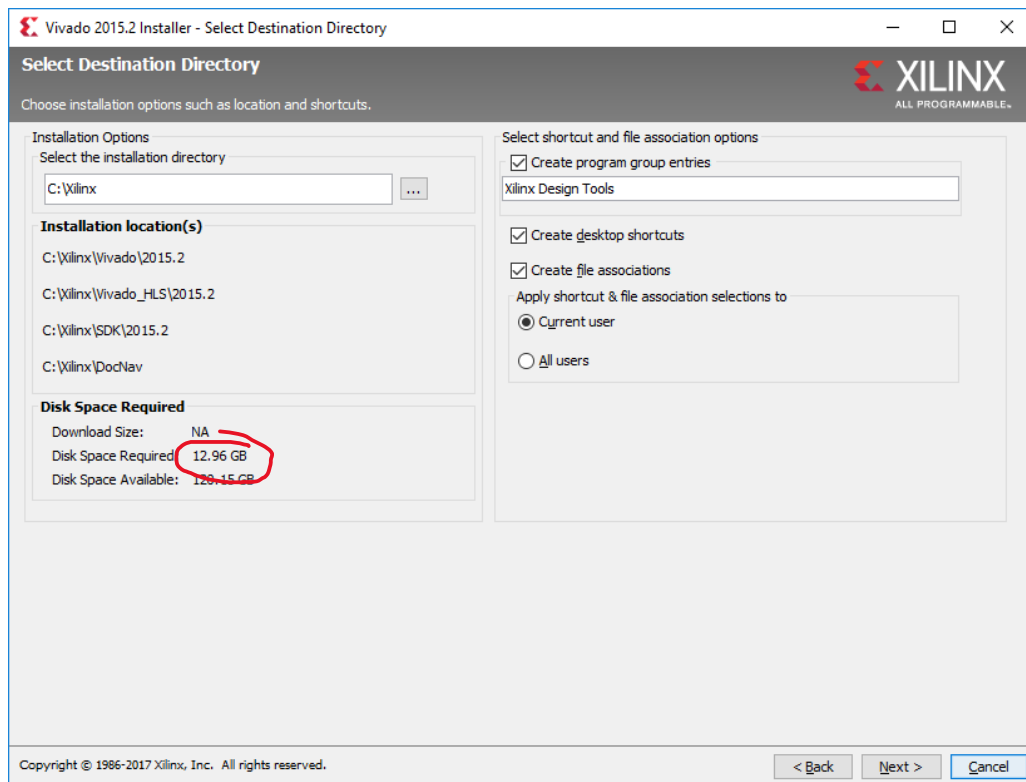 Vivado 2015.2 Installer - Select Destination Directory
Select Destination Directory
Choose installation options such as location and shortcuts.
XILINX
ALL PROGRAMMABLE™
Installation Options
Select the installation directory
C:\Xilinx
...
Installation location(s)
C:\Xilinx\Vivado\2015.2
C:\Xilinx\Vivado_HLS\2015.2
C:\Xilinx\SDK\2015.2
C:\Xilinx\DocNav
Disk Space Required
Download Size: NA
Disk Space Required: 12.96 GB
Disk Space Available: GB
Select shortcut and file association options
Create program group entries
Xilinx Design Tools
Create desktop shortcuts
Create file associations
Apply shortcut & file association selections to
Current user
All users
Copyright © 1986-2017 Xilinx, Inc. All rights reserved.
< Back
Next >
Cancel